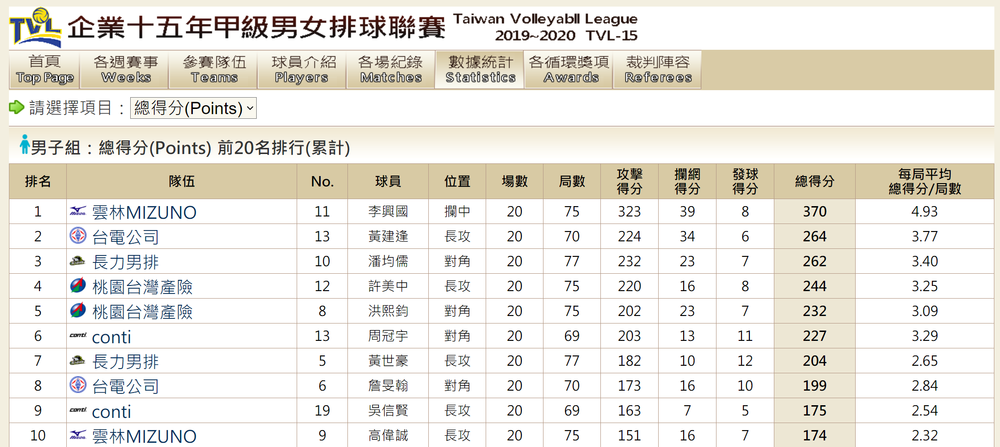 TVL 企業十五年甲級男女排球聯賽 Taiwan Volleyabll League
2019~2020 TVL-15
首頁 各週賽事 參賽隊伍 球員介紹 各場紀錄 數據統計 各循環獎項 裁判陣容
Top Page Weeks Teams Players Matches Statistics Awards Referees
請選擇項目：總得分(Points)
男子組：總得分(Points) 前20名排行(累計)
排名 隊伍 No. 球員 位置 場數 局數 攻擊得分 攔網得分 發球得分 總得分 每局平均總得分/局數
1 MIZUNO 雲林MIZUNO 11 李興國 攔中 20 75 323 39 8 370 4.93
2 台電公司 13 黃建逢 長攻 20 70 224 34 6 264 3.77
3 長力男排 10 潘均儒 對角 20 77 232 23 7 262 3.40
4 桃園台灣產險 12 許美中 長攻 20 75 220 16 8 244 3.25
5 桃園台灣產險 8 洪熙鈞 對角 20 75 202 23 7 232 3.09
6 conti. conti 13 周冠宇 對角 20 69 203 13 11 227 3.29
7 長力男排 5 黃世豪 長攻 20 77 182 10 12 204 2.65
8 台電公司 6 詹旻翰 對角 20 70 173 16 10 199 2.84
9 conti. conti 19 吳信賢 長攻 20 69 163 7 5 175 2.54
10 MIZUNO 雲林MIZUNO 9 高偉誠 長攻 20 75 151 16 7 174 2.32